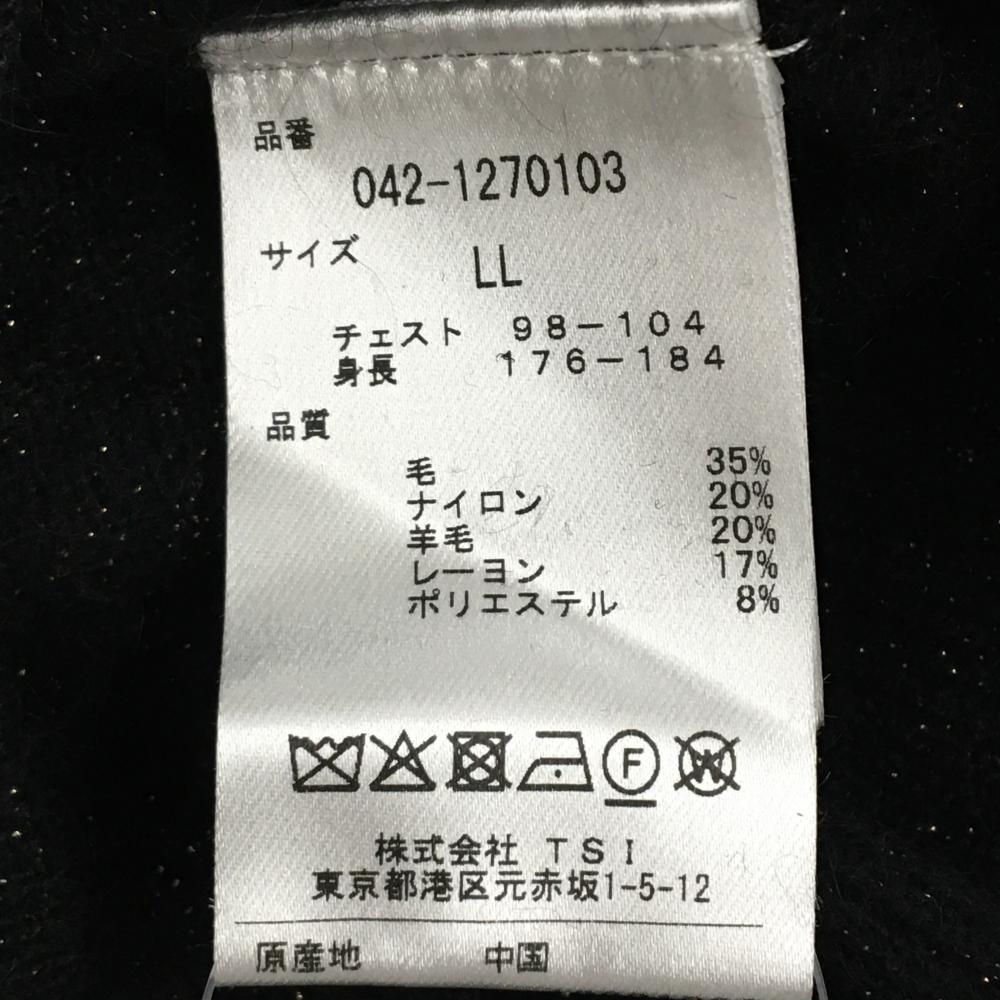 品番
042-1270103
サイズ LL
チェスト 98-104
身長 176-184
品質
毛 35%
ナイロン 20%
羊毛 20%
レーヨン 17%
ポリエステル 8%
F W
株式会社 TSI
東京都港区元赤坂1-5-12
原産地 中国